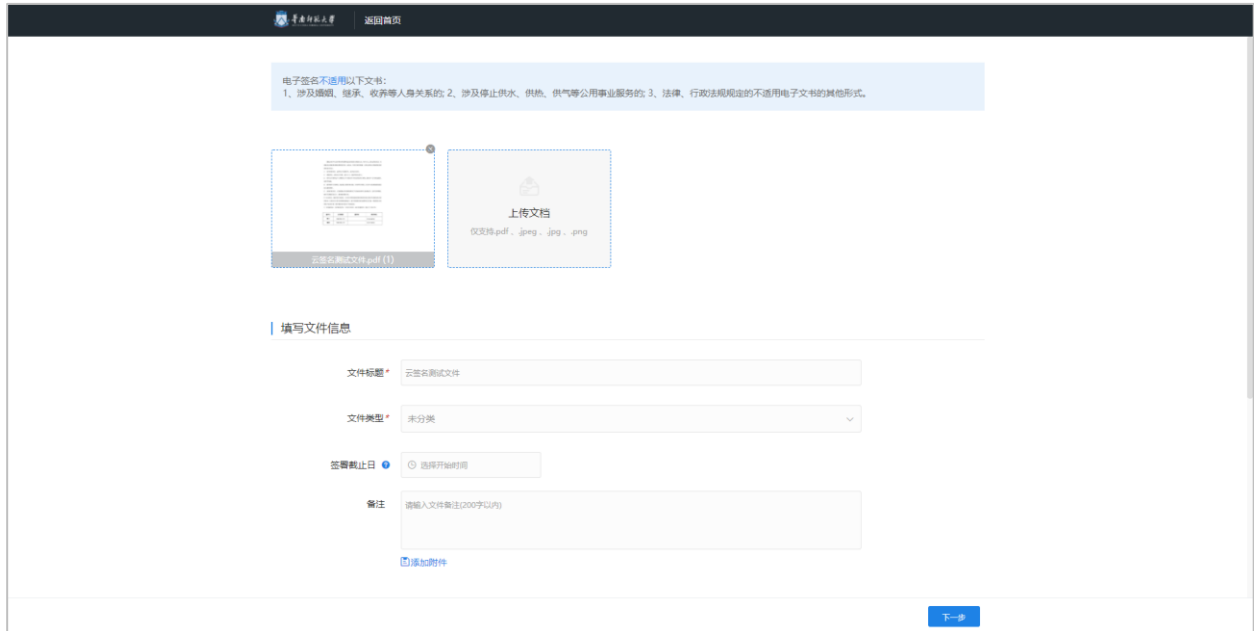 华南师范大学 返回首页
电子签名不适用以下文书：
1、涉及婚姻、继承、收养等人身关系的; 2、涉及停止供水、供热、供气等公用事业服务的; 3、法律、行政法规规定的不适用电子文书的其他形式。
云签名测试文件.pdf (1)
上传文档
仅支持.pdf 、.jpeg 、.jpg 、.png
填写文件信息
文件标题* 云签名测试文件
文件类型* 未分类
签署截止日 选择开始时间
备注 请输入文件备注(200字以内)
添加附件
下一步